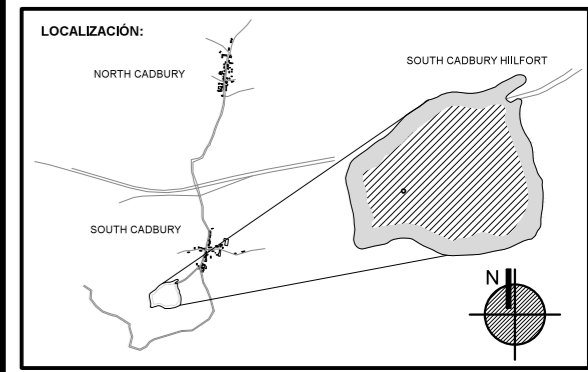 LOCALIZACIÓN:
SOUTH CADBURY HIILFORT
NORTH CADBURY
SOUTH CADBURY
N